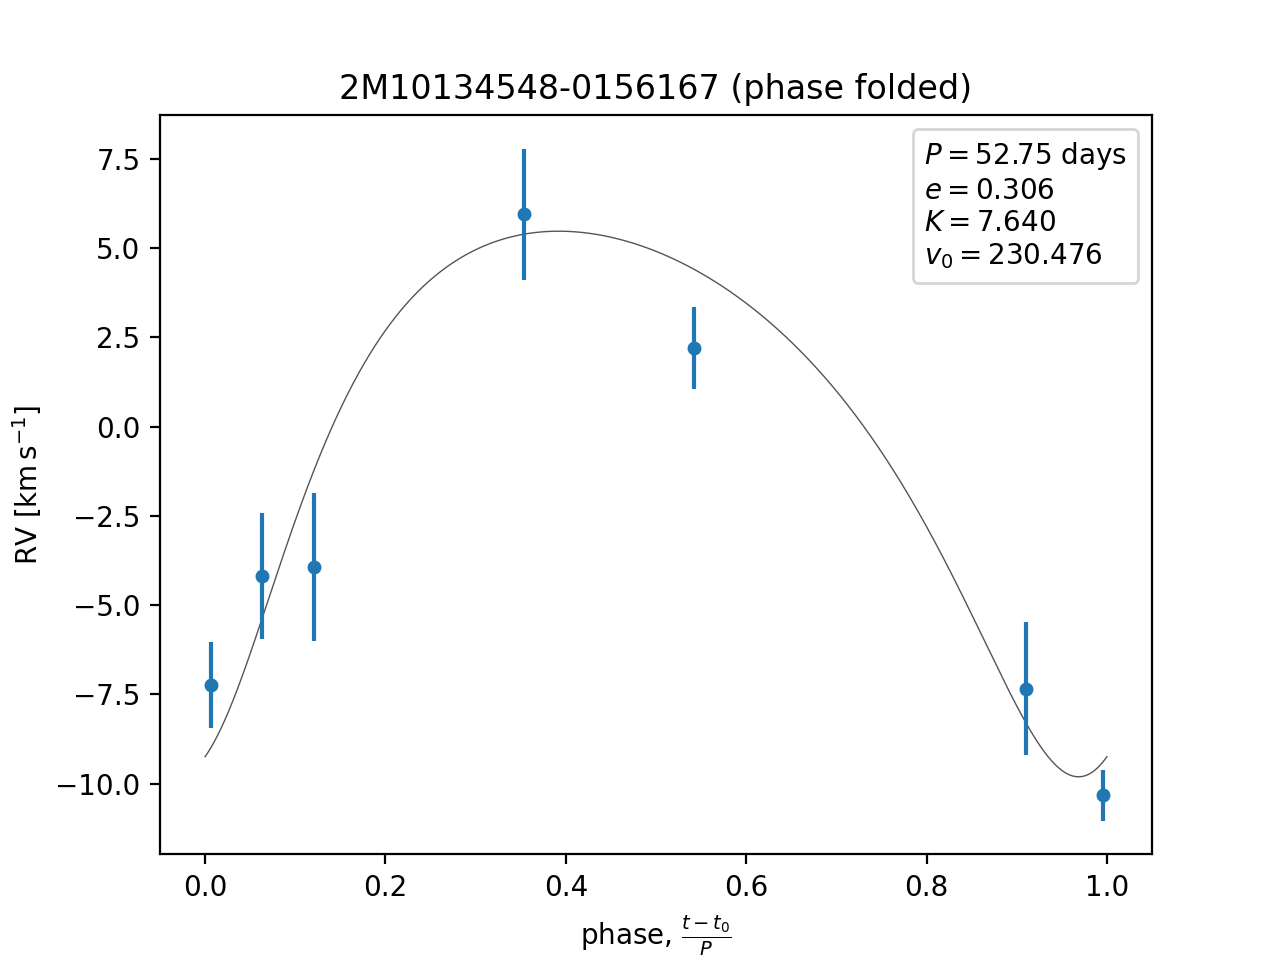 2M10134548-0156167 (phase folded)
P = 52.75 days
e = 0.306
K = 7.640
v₀ = 230.476
7.5
5.0
2.5
0.0
−2.5
−5.0
−7.5
−10.0
RV [km s⁻¹]
0.0 0.2 0.4 0.6 0.8 1.0
phase, (t − t₀)/P